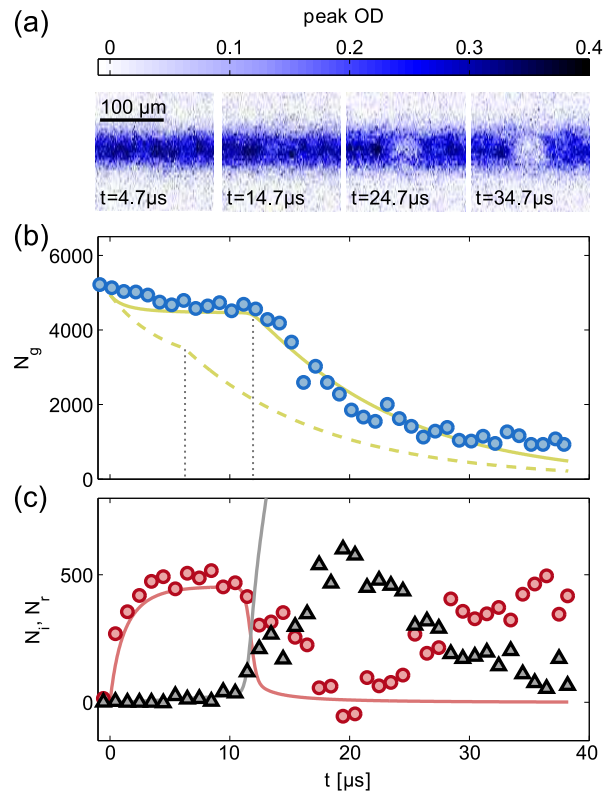 (a)
peak OD
0 0.1 0.2 0.3 0.4
100 µm
t=4.7µs t=14.7µs t=24.7µs t=34.7µs
(b)
6000
4000
2000
0
N_g
(c)
500
0
N_i, N_r
0 10 20 30 40
t [µs]